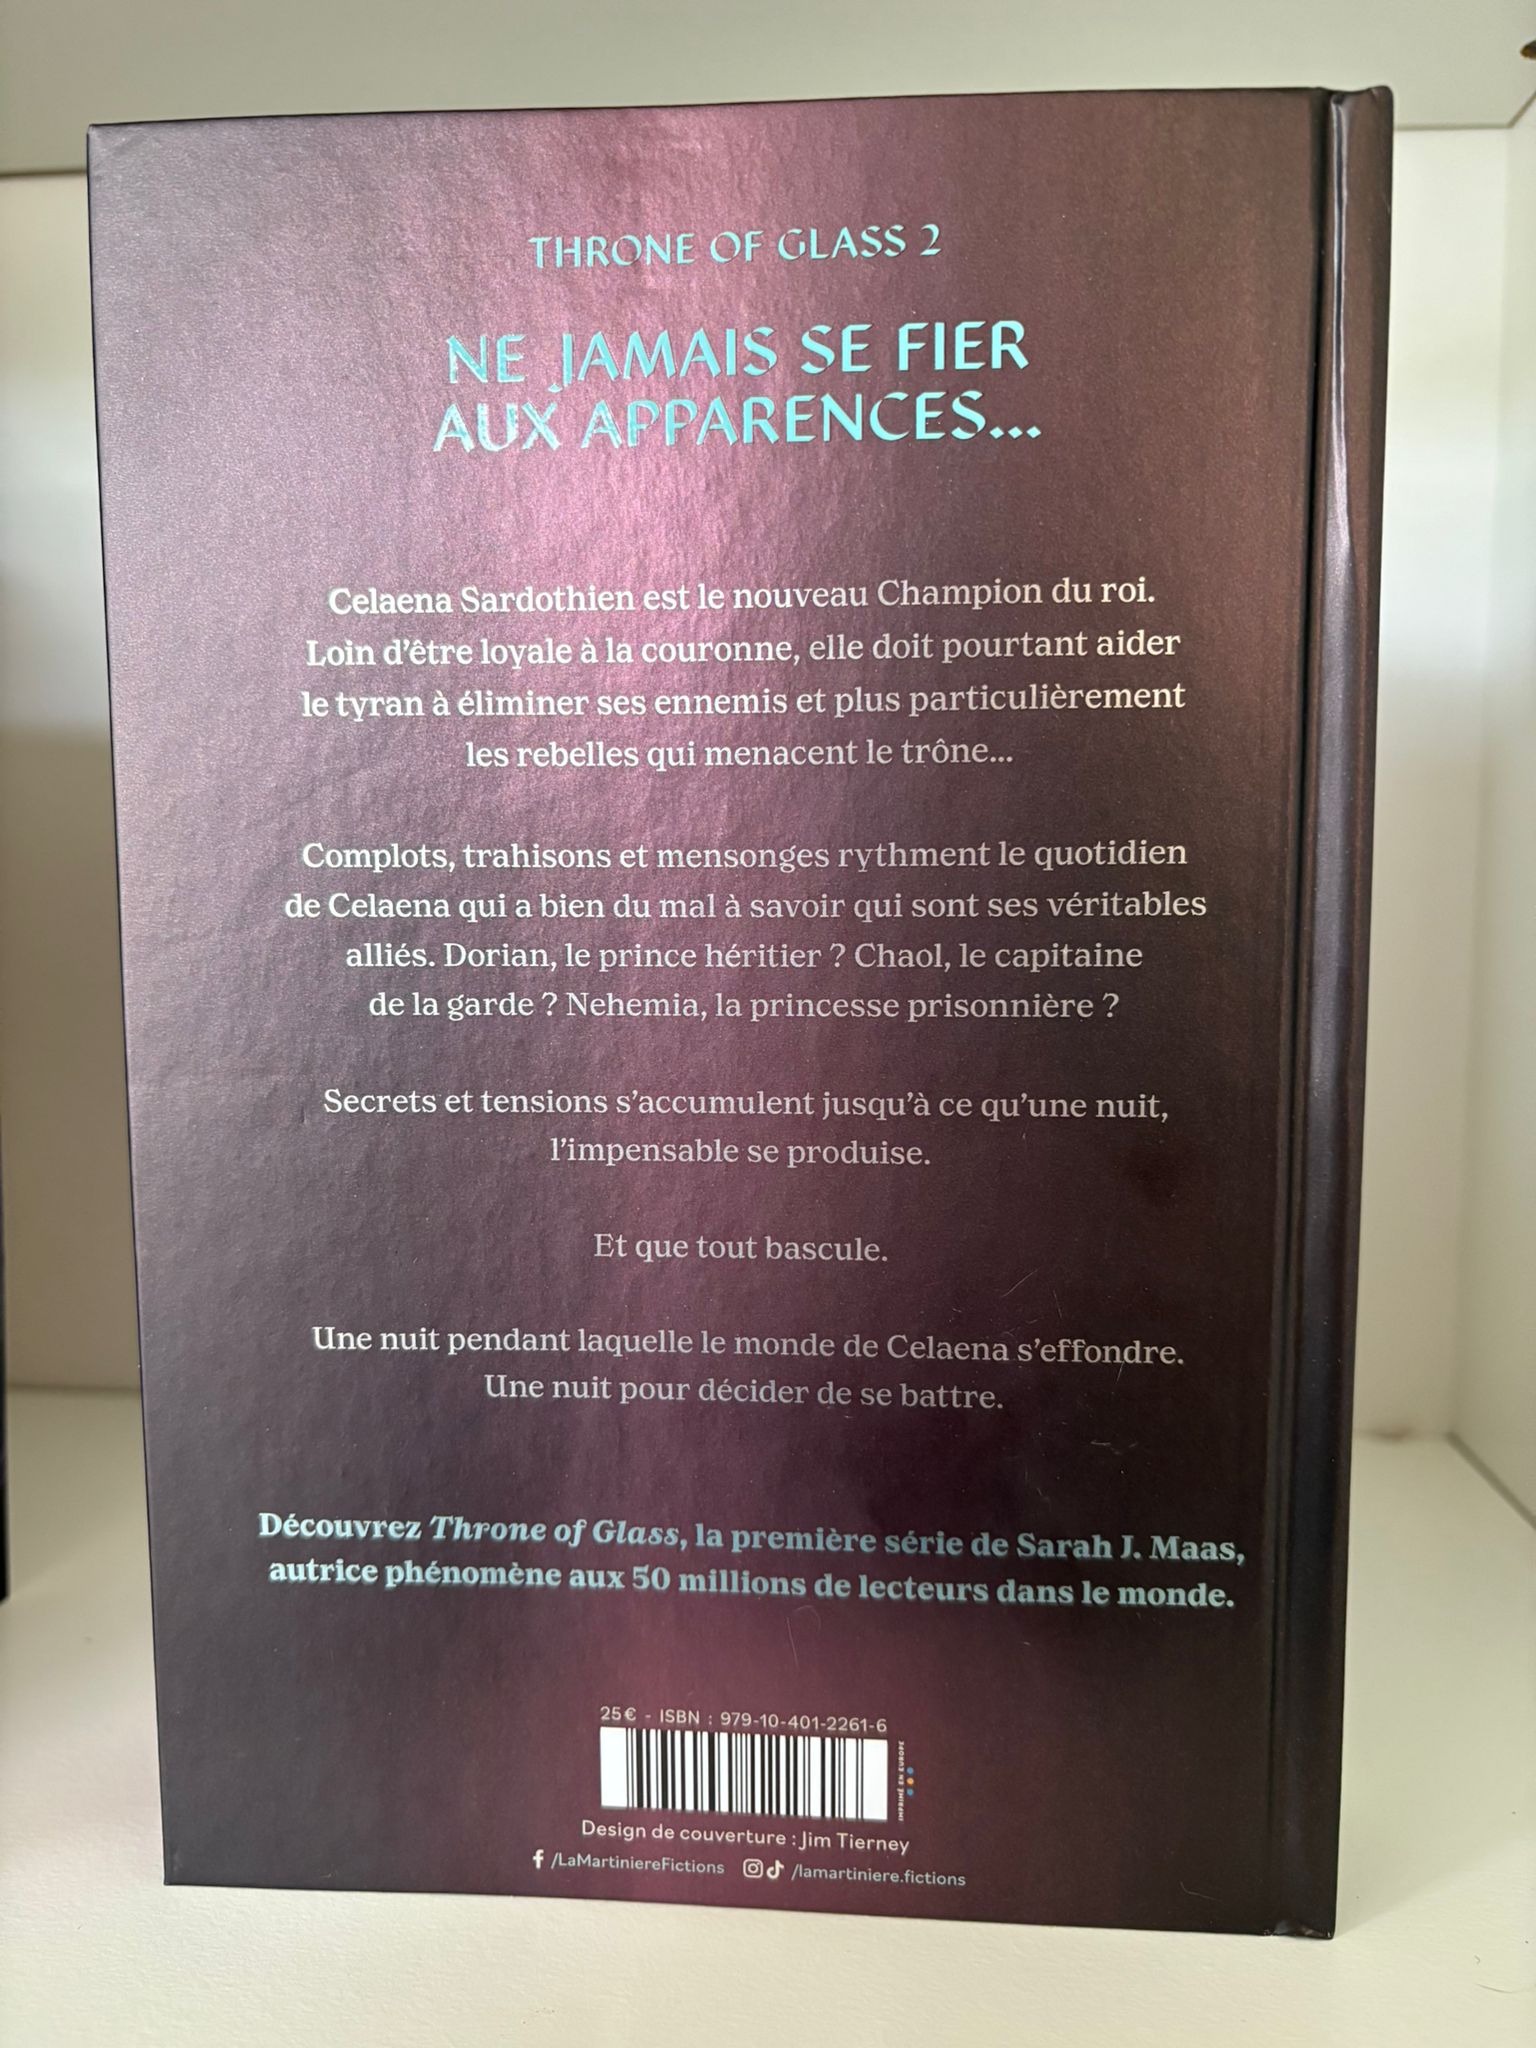 THRONE OF GLASS 2
NE JAMAIS SE FIER
AUX APPARENCES...
Celaena Sardothien est le nouveau Champion du roi.
Loin d’être loyale à la couronne, elle doit pourtant aider
le tyran à éliminer ses ennemis et plus particulièrement
les rebelles qui menacent le trône...
Complots, trahisons et mensonges rythment le quotidien
de Celaena qui a bien du mal à savoir qui sont ses véritables
alliés. Dorian, le prince héritier ? Chaol, le capitaine
de la garde ? Nehemia, la princesse prisonnière ?
Secrets et tensions s’accumulent jusqu’à ce qu’une nuit,
l’impensable se produise.
Et que tout bascule.
Une nuit pendant laquelle le monde de Celaena s’effondre.
Une nuit pour décider de se battre.
Découvrez Throne of Glass, la première série de Sarah J. Maas,
autrice phénomène aux 50 millions de lecteurs dans le monde.
25 € - ISBN : 979-10-401-2261-6
IMPRIMÉ EN EUROPE
Design de couverture : Jim Tierney
/LaMartiniereFictions /lamartiniere.fictions